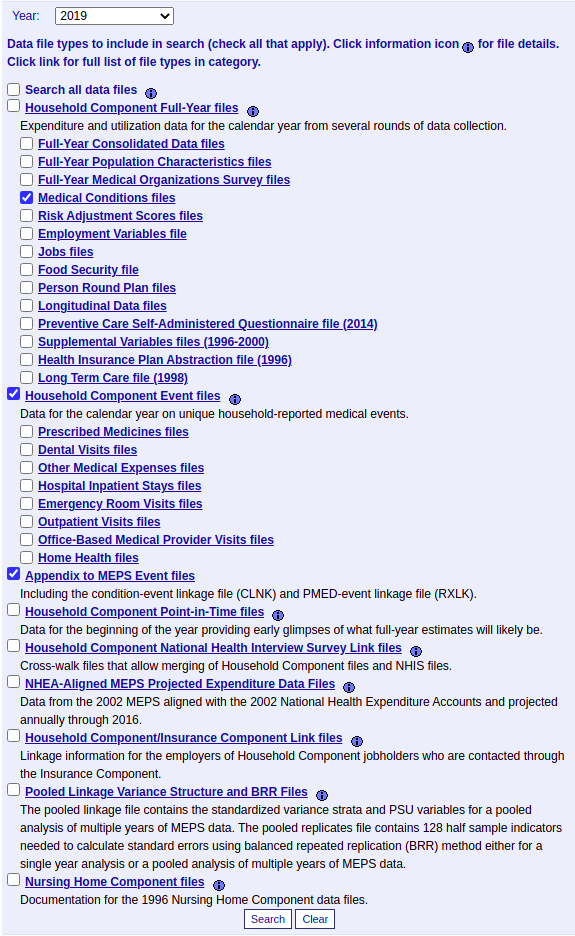 Year: 2019
Data file types to include in search (check all that apply). Click information icon for file details.
Click link for full list of file types in category.
Search all data files
Household Component Full-Year files
Expenditure and utilization data for the calendar year from several rounds of data collection.
Full-Year Consolidated Data files
Full-Year Population Characteristics files
Full-Year Medical Organizations Survey files
Medical Conditions files
Risk Adjustment Scores files
Employment Variables file
Jobs files
Food Security file
Person Round Plan files
Longitudinal Data files
Preventive Care Self-Administered Questionnaire file (2014)
Supplemental Variables files (1996-2000)
Health Insurance Plan Abstraction file (1996)
Long Term Care file (1998)
Household Component Event files
Data for the calendar year on unique household-reported medical events.
Prescribed Medicines files
Dental Visits files
Other Medical Expenses files
Hospital Inpatient Stays files
Emergency Room Visits files
Outpatient Visits files
Office-Based Medical Provider Visits files
Home Health files
Appendix to MEPS Event files
Including the condition-event linkage file (CLNK) and PMED-event linkage file (RXLK).
Household Component Point-in-Time files
Data for the beginning of the year providing early glimpses of what full-year estimates will likely be.
Household Component National Health Interview Survey Link files
Cross-walk files that allow merging of Household Component files and NHIS files.
NHEA-Aligned MEPS Projected Expenditure Data Files
Data from the 2002 MEPS aligned with the 2002 National Health Expenditure Accounts and projected
annually through 2016.
Household Component/Insurance Component Link files
Linkage information for the employers of Household Component jobholders who are contacted through
the Insurance Component.
Pooled Linkage Variance Structure and BRR Files
The pooled linkage file contains the standardized variance strata and PSU variables for a pooled
analysis of multiple years of MEPS data. The pooled replicates file contains 128 half sample indicators
needed to calculate standard errors using balanced repeated replication (BRR) method either for a
single year analysis or a pooled analysis of multiple years of MEPS data.
Nursing Home Component files
Documentation for the 1996 Nursing Home Component data files.
Search Clear